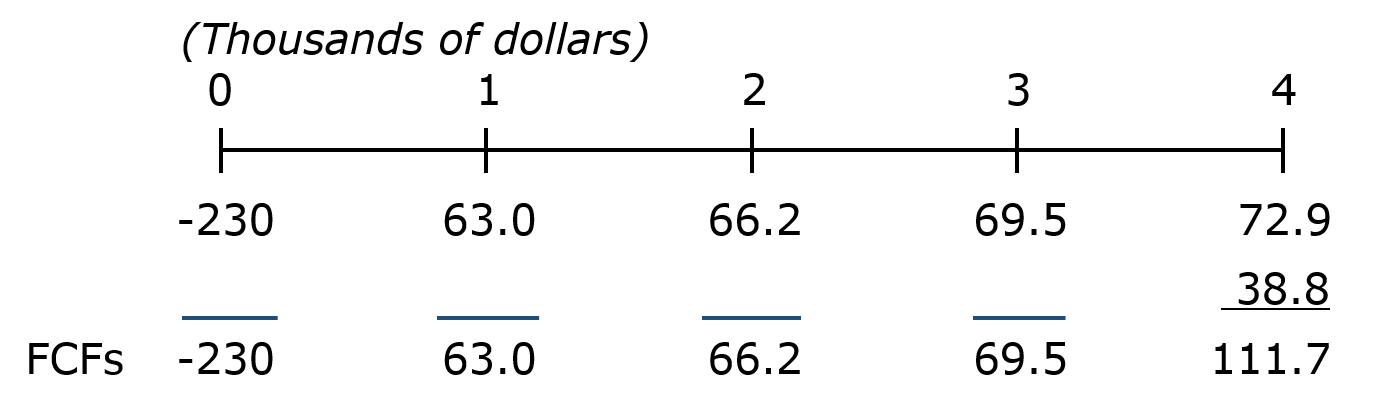 (Thousands of dollars)
0 1 2 3 4
-230 63.0 66.2 69.5 72.9
38.8
FCFs -230 63.0 66.2 69.5 111.7